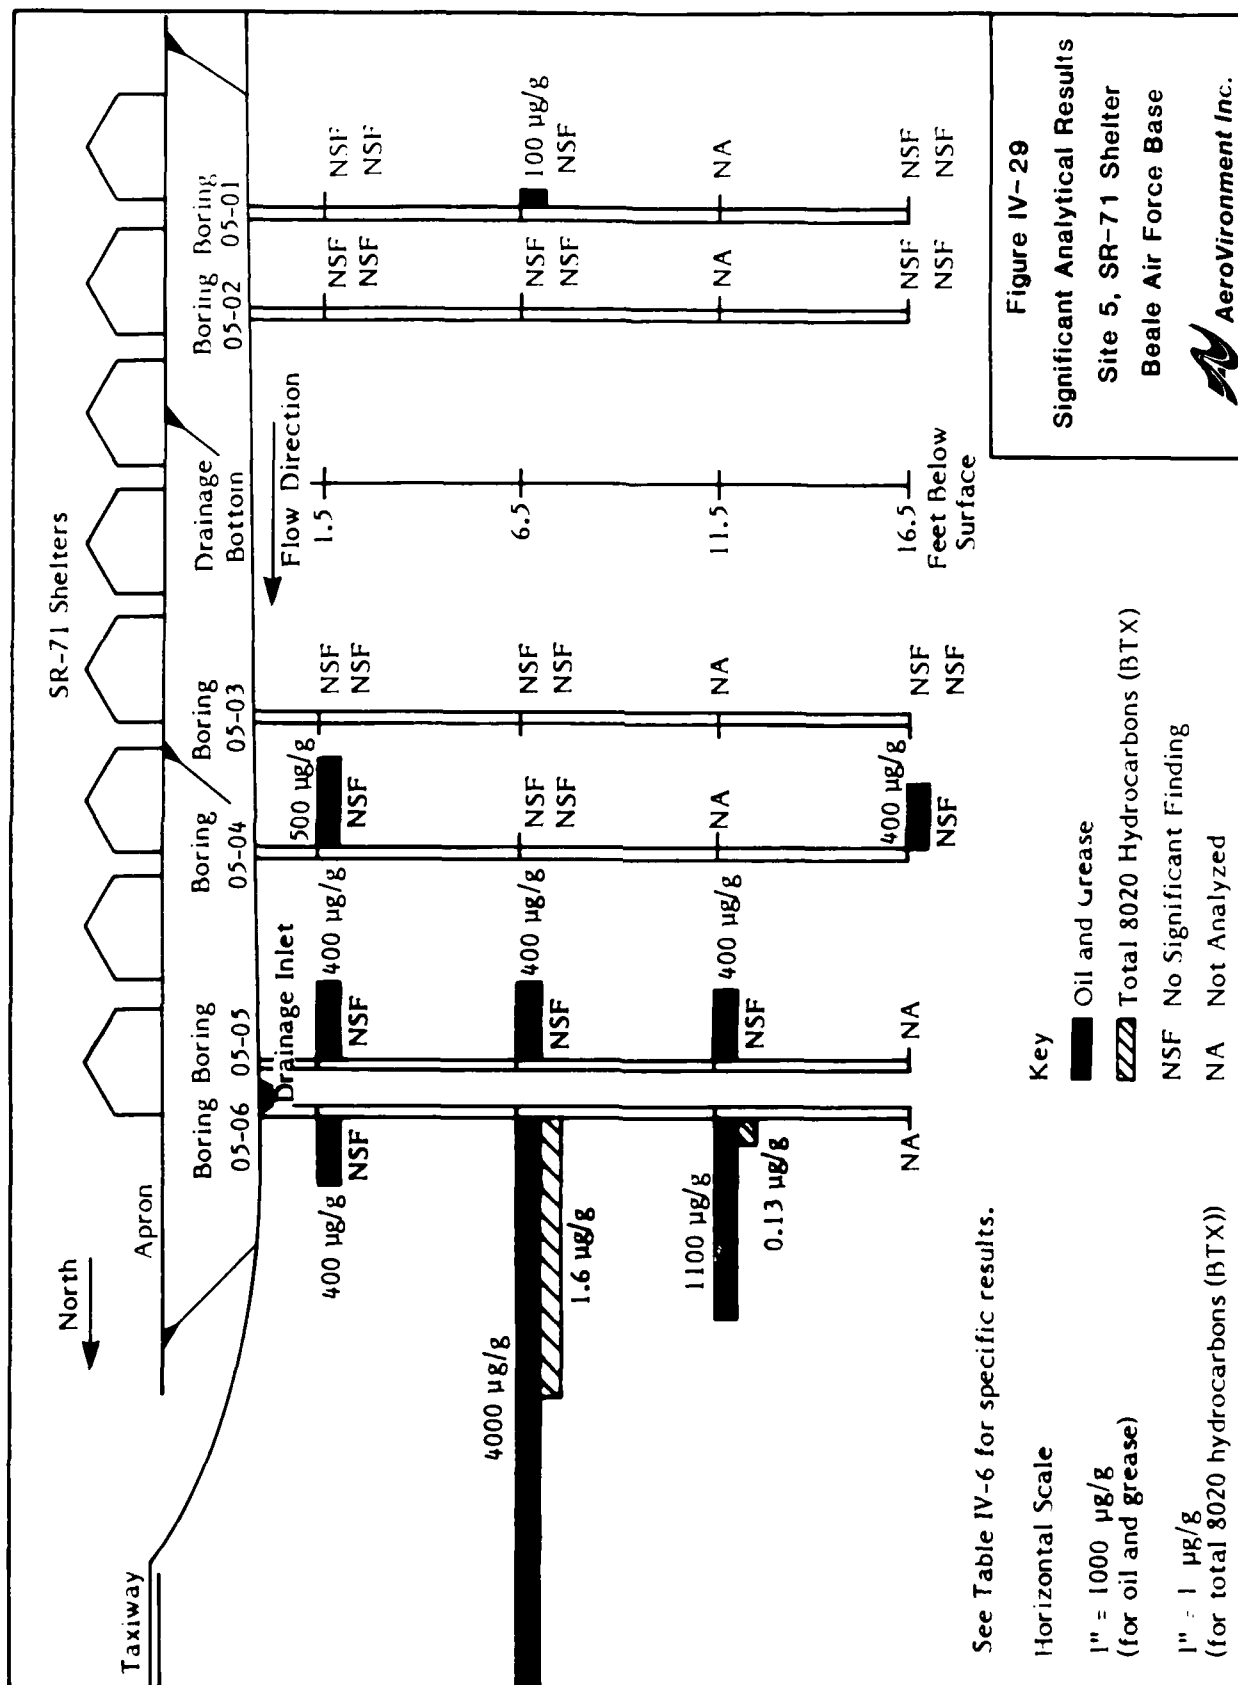 Taxiway
North
Apron
SR-71 Shelters
Boring
05-06
Boring
05-05
Boring
05-04
Boring
05-03
Drainage
Bottom
Boring
05-02
Boring
05-01
Drainage Inlet
Flow Direction
400 µg/g
NSF
400 µg/g
NSF
500 µg/g
NSF
NSF
NSF
1.5
NSF
NSF
NSF
NSF
4000 µg/g
1.6 µg/g
400 µg/g
NSF
NSF
NSF
NSF
NSF
6.5
NSF
NSF
100 µg/g
NSF
1100 µg/g
0.13 µg/g
400 µg/g
NSF
NA
NA
11.5
NA
NA
NA
NA
400 µg/g
NSF
NSF
NSF
16.5
Feet Below
Surface
NSF
NSF
NSF
NSF
See Table IV-6 for specific results.
Horizontal Scale
1" = 1000 µg/g
(for oil and grease)
1" = 1 µg/g
(for total 8020 hydrocarbons (BTX))
Key
Oil and Grease
Total 8020 Hydrocarbons (BTX)
NSF No Significant Finding
NA Not Analyzed
Figure IV-29
Significant Analytical Results
Site 5, SR-71 Shelter
Beale Air Force Base
AeroVironment Inc.